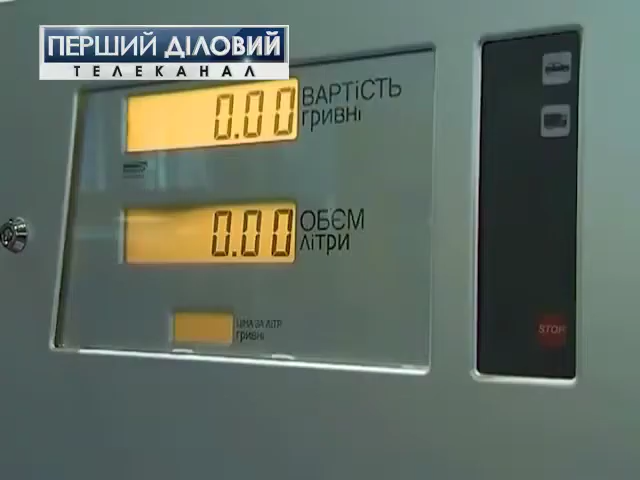 ПЕРШИЙ ДІЛОВИЙ
ТЕЛЕКАНАЛ
0.00
ВАРТіСТЬ
гривні
0.00
ОБЄМ
літри
ЦІНА ЗА ЛІТР
гривні
STOP